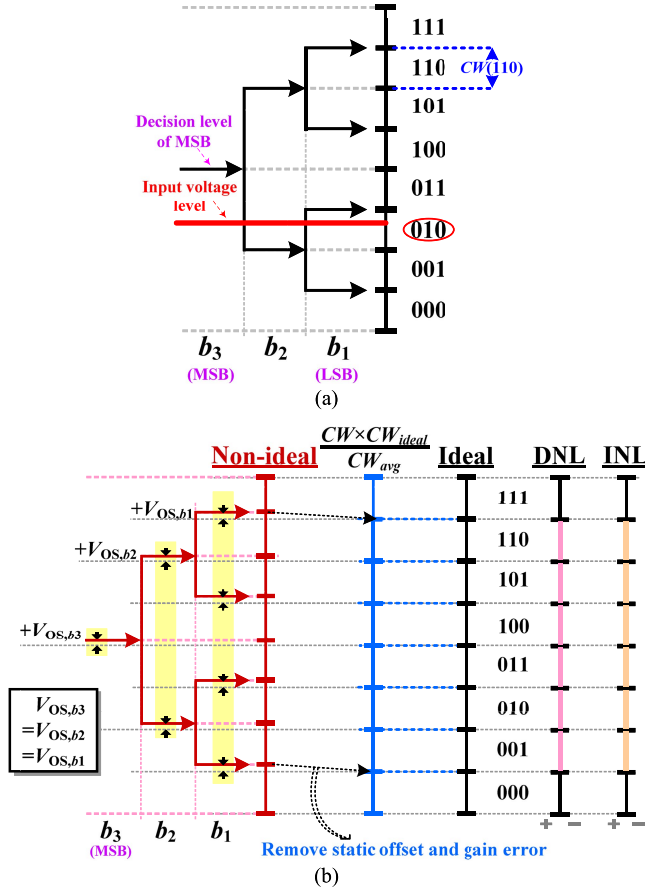 111
CW(110)
110
101
Decision level
of MSB
100
011
Input voltage
level
010
001
000
b3
b2
b1
(MSB)
(LSB)
(a)
CW×CWideal
CWavg
Non-ideal
Ideal
DNL
INL
111
+VOS,b1
110
+VOS,b2
101
100
+VOS,b3
011
010
VOS,b3
=VOS,b2
=VOS,b1
001
000
+ − + −
b3
b2
b1
(MSB)
Remove static offset and gain error
(b)